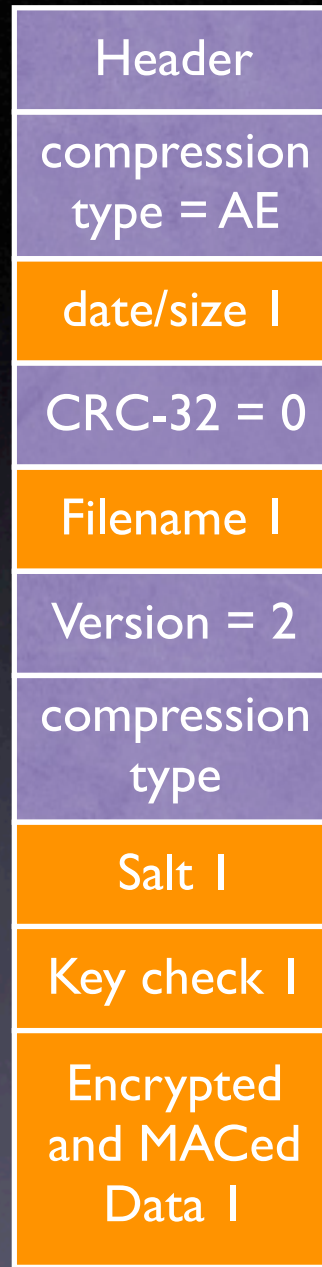 Header
compression
type = AE
date/size 1
CRC-32 = 0
Filename 1
Version = 2
compression
type
Salt 1
Key check 1
Encrypted
and MACed
Data 1